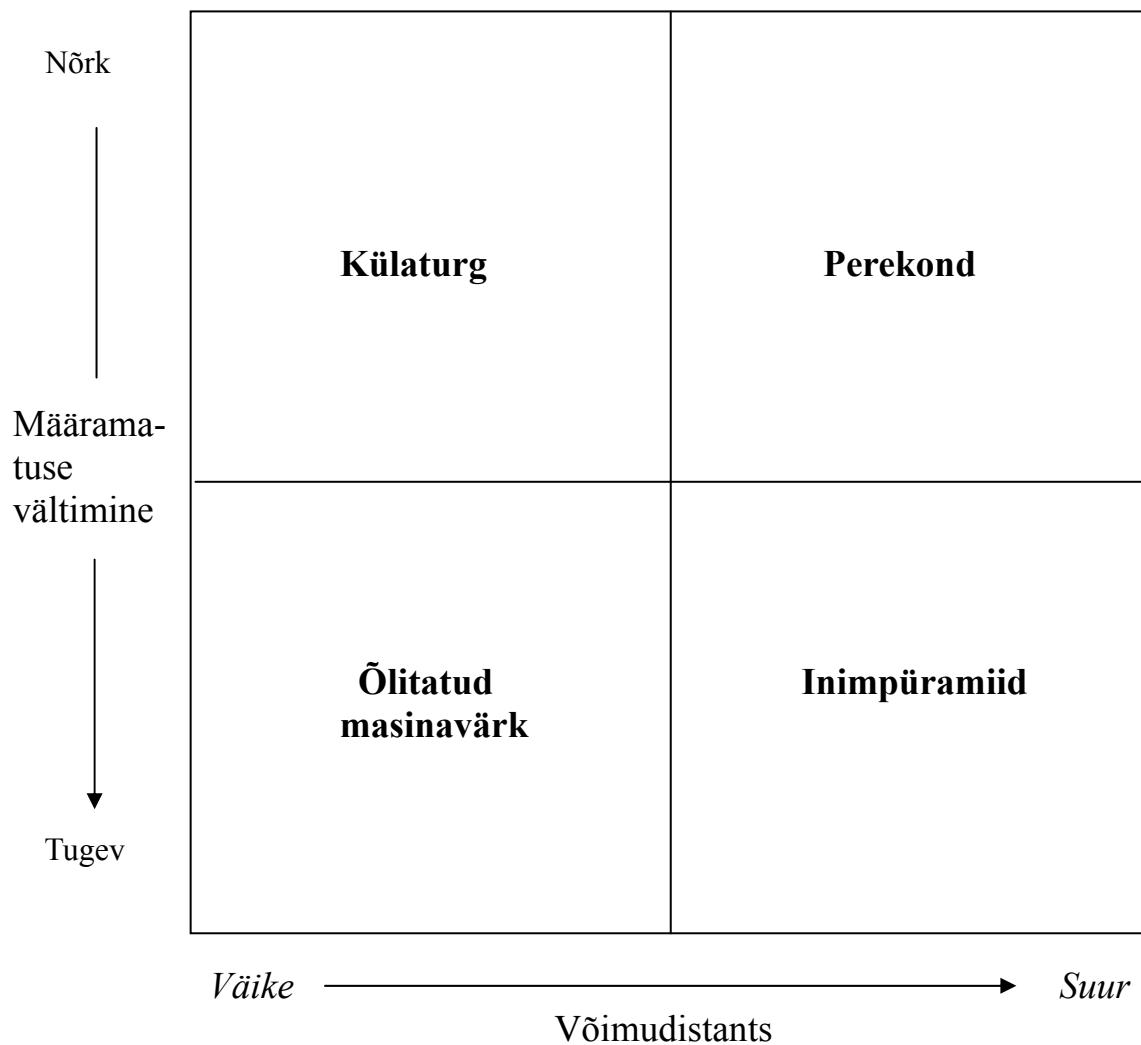 Nõrk
Külaturg
Perekond
Määrama-
tuse
vältimine
Õlitatud
masinavärk
Inimpüramiid
Tugev
Väike
Suur
Võimudistants